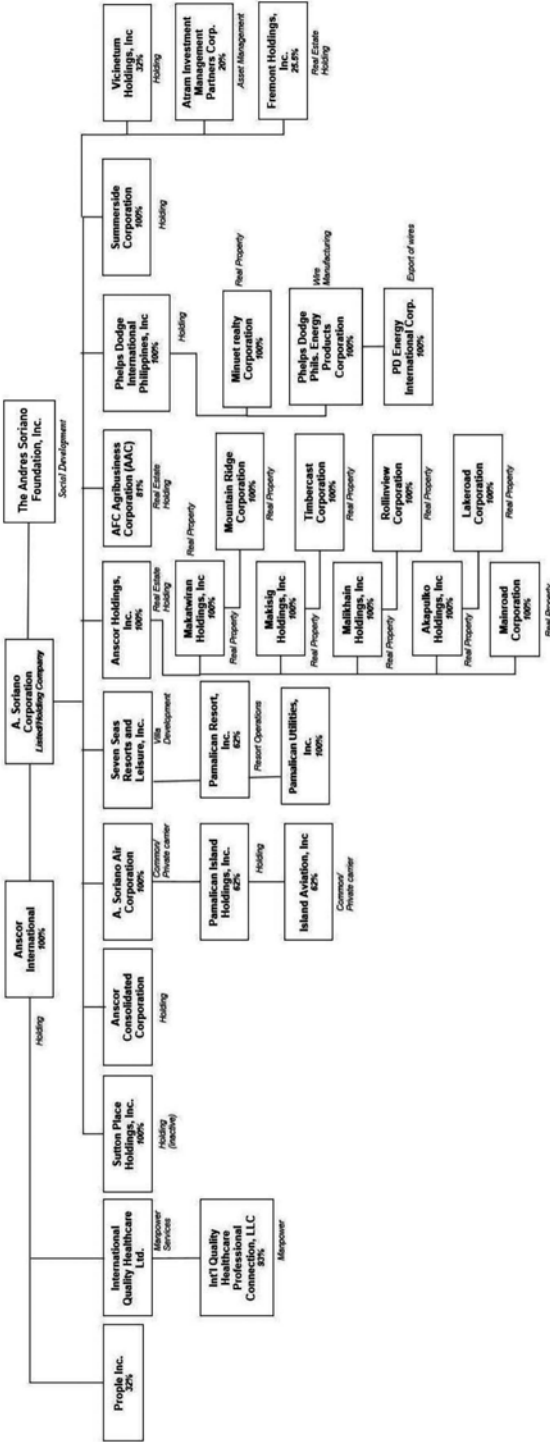 The Andres Soriano
Foundation, Inc.
Social Development
A. Soriano
Corporation
Listed/Holding Company
Anscor
International
100%
Holding
Prople Inc.
32%
International
Quality Healthcare
Ltd.
Manpower
Services
Int'l Quality
Healthcare
Professional
Connection, LLC
93%
Manpower
Sutton Place
Holdings, Inc.
100%
Holding
(inactive)
Anscor
Consolidated
Corporation
Holding
A. Soriano Air
Corporation
100%
Common/
Private carrier
Pamalican Island
Holdings, Inc.
62%
Holding
Island Aviation, Inc
62%
Common/
Private carrier
Seven Seas
Resorts and
Leisure, Inc.
Villa
Development
Pamalican Resort,
Inc.
62%
Resort Operations
Pamalican Utilities,
Inc.
100%
Anscor Holdings,
Inc.
100%
Real Estate
Holding
Makatwiran
Holdings, Inc
100%
Real Property
Real Property
Mountain Ridge
Corporation
100%
Real Property
Makisig
Holdings, Inc
100%
Real Property
Timbercast
Corporation
100%
Real Property
Malikhain
Holdings, Inc
100%
Real Property
Rollinview
Corporation
100%
Real Property
Akapulko
Holdings, Inc
100%
Real Property
Lakeroad
Corporation
100%
Real Property
Mainroad
Corporation
100%
Real Property
AFC Agribusiness
Corporation (AAC)
81%
Real Estate
Holding
Phelps Dodge
International
Philippines, Inc
100%
Holding
Minuet realty
Corporation
100%
Real Property
Phelps Dodge
Phils. Energy
Products
Corporation
100%
Wire
Manufacturing
PD Energy
International Corp.
100%
Export of wires
Summerside
Corporation
100%
Holding
Vicinetum
Holdings, Inc
32%
Holding
Atram Investment
Management
Partners Corp.
20%
Asset Management
Fremont Holdings,
Inc.
25.5%
Real Estate
Holding